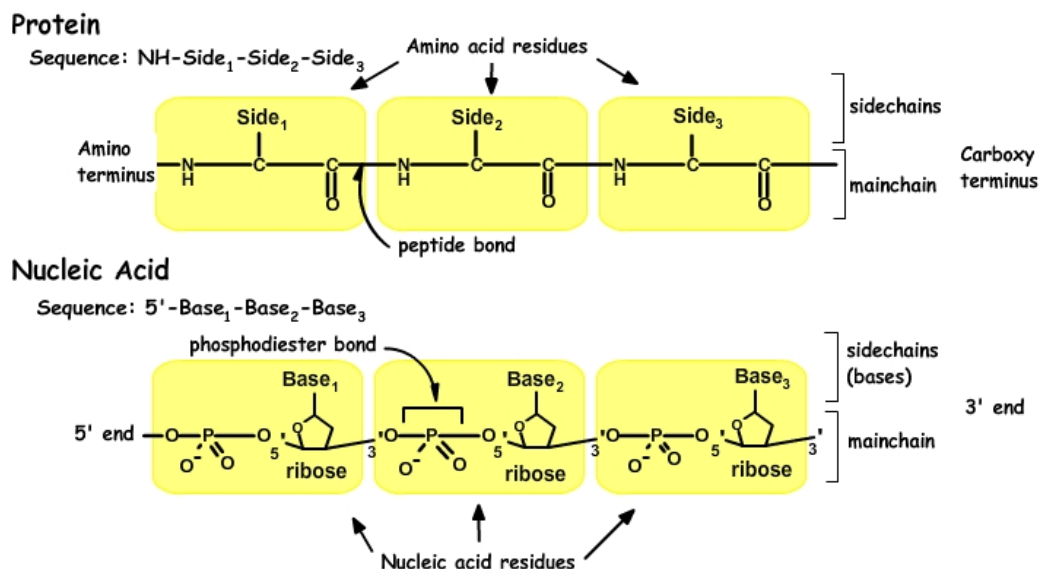 Protein
Sequence: NH-Side1-Side2-Side3
Amino acid residues
sidechains
Side1
Side2
Side3
Amino
terminus
N
H
C
C
O
N
H
C
C
O
N
H
C
C
O
mainchain
Carboxy
terminus
peptide bond
Nucleic Acid
Sequence: 5'-Base1-Base2-Base3
phosphodiester bond
sidechains
(bases)
Base1
Base2
Base3
5' end
O P O 5' O ribose 3'
O- O
O P O 5' O ribose 3'
O- O
O P O 5' O ribose 3'
O- O
mainchain
3' end
Nucleic acid residues